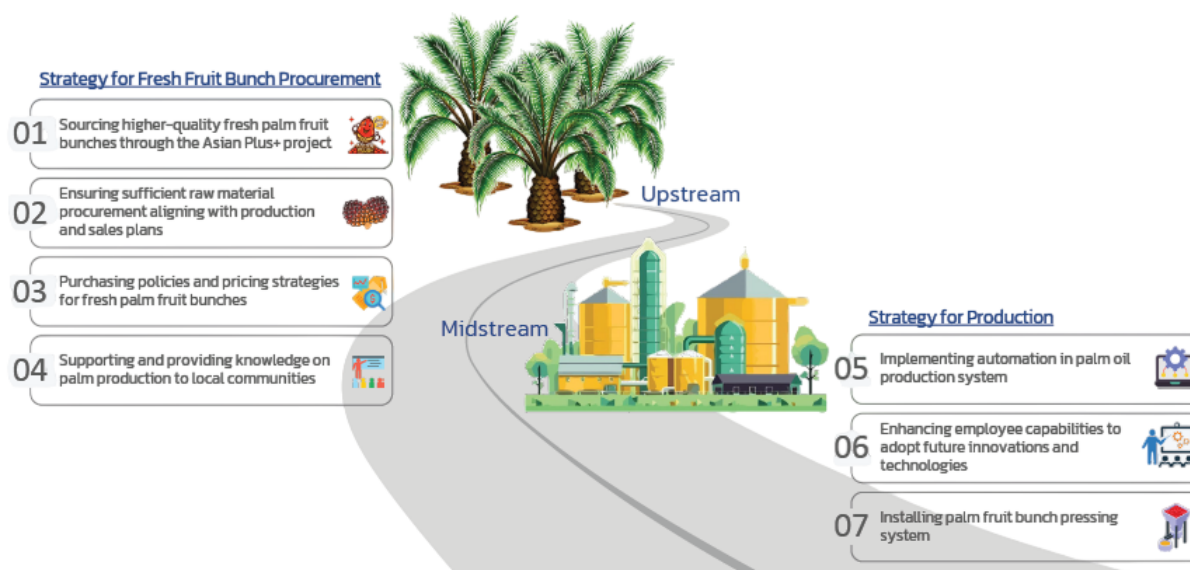 Strategy for Fresh Fruit Bunch Procurement
01
Sourcing higher-quality fresh palm fruit
bunches through the Asian Plus+ project
02
Ensuring sufficient raw material
procurement aligning with production
and sales plans
03
Purchasing policies and pricing strategies
for fresh palm fruit bunches
04
Supporting and providing knowledge on
palm production to local communities
Upstream
Midstream
Strategy for Production
05
Implementing automation in palm oil
production system
06
Enhancing employee capabilities to
adopt future innovations and
technologies
07
Installing palm fruit bunch pressing
system